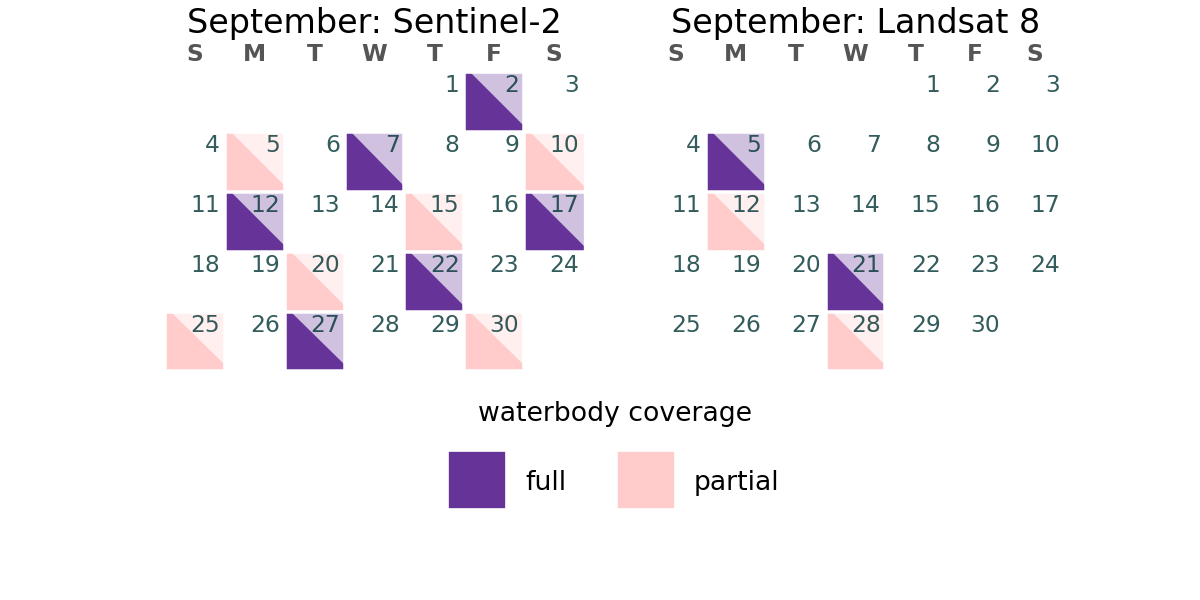 September: Sentinel-2
S M T W T F S
1 2 3
4 5 6 7 8 9 10
11 12 13 14 15 16 17
18 19 20 21 22 23 24
25 26 27 28 29 30
September: Landsat 8
S M T W T F S
1 2 3
4 5 6 7 8 9 10
11 12 13 14 15 16 17
18 19 20 21 22 23 24
25 26 27 28 29 30
waterbody coverage
full
partial